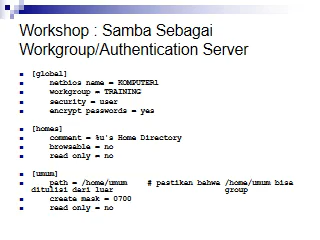 Workshop : Samba Sebagai
Workgroup/Authentication Server
[global]
netbios name = KOMPUTER1
workgroup = TRAINING
security = user
encrypt passwords = yes
[homes]
comment = %u's Home Directory
browsable = no
read only = no
[umum]
path = /home/umum # pastikan bahwa /home/umum bisa
ditulisi dari luar group
create mask = 0700
read only = no